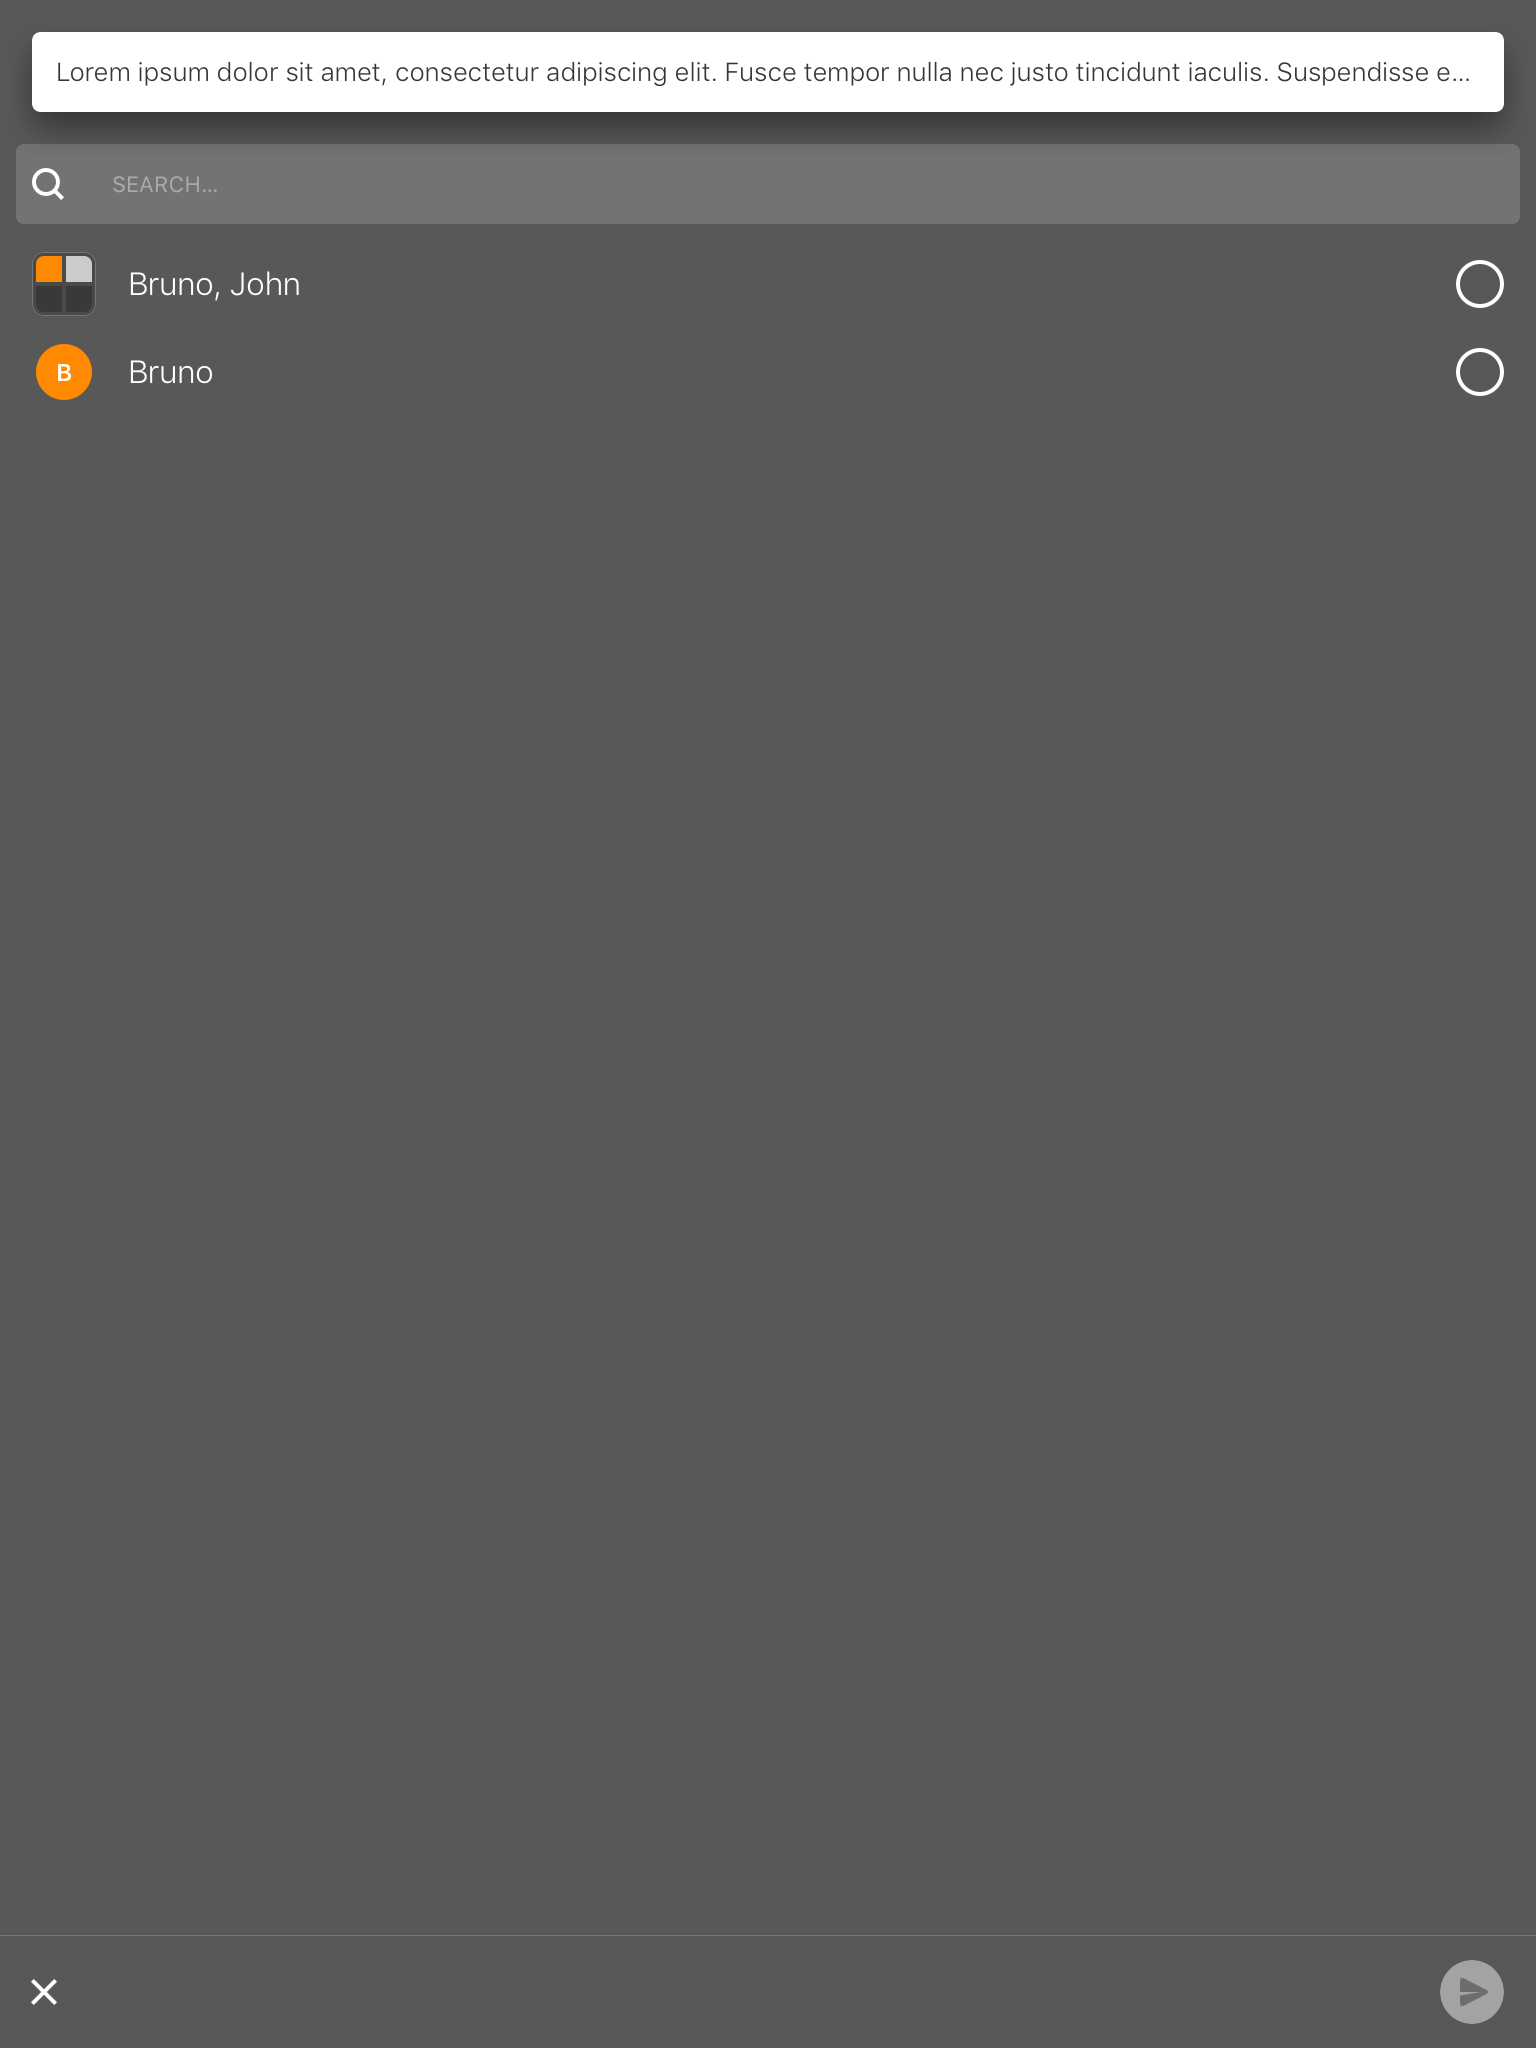 Lorem ipsum dolor sit amet, consectetur adipiscing elit. Fusce tempor nulla nec justo tincidunt iaculis. Suspendisse e...
SEARCH...
Bruno, John
B
Bruno